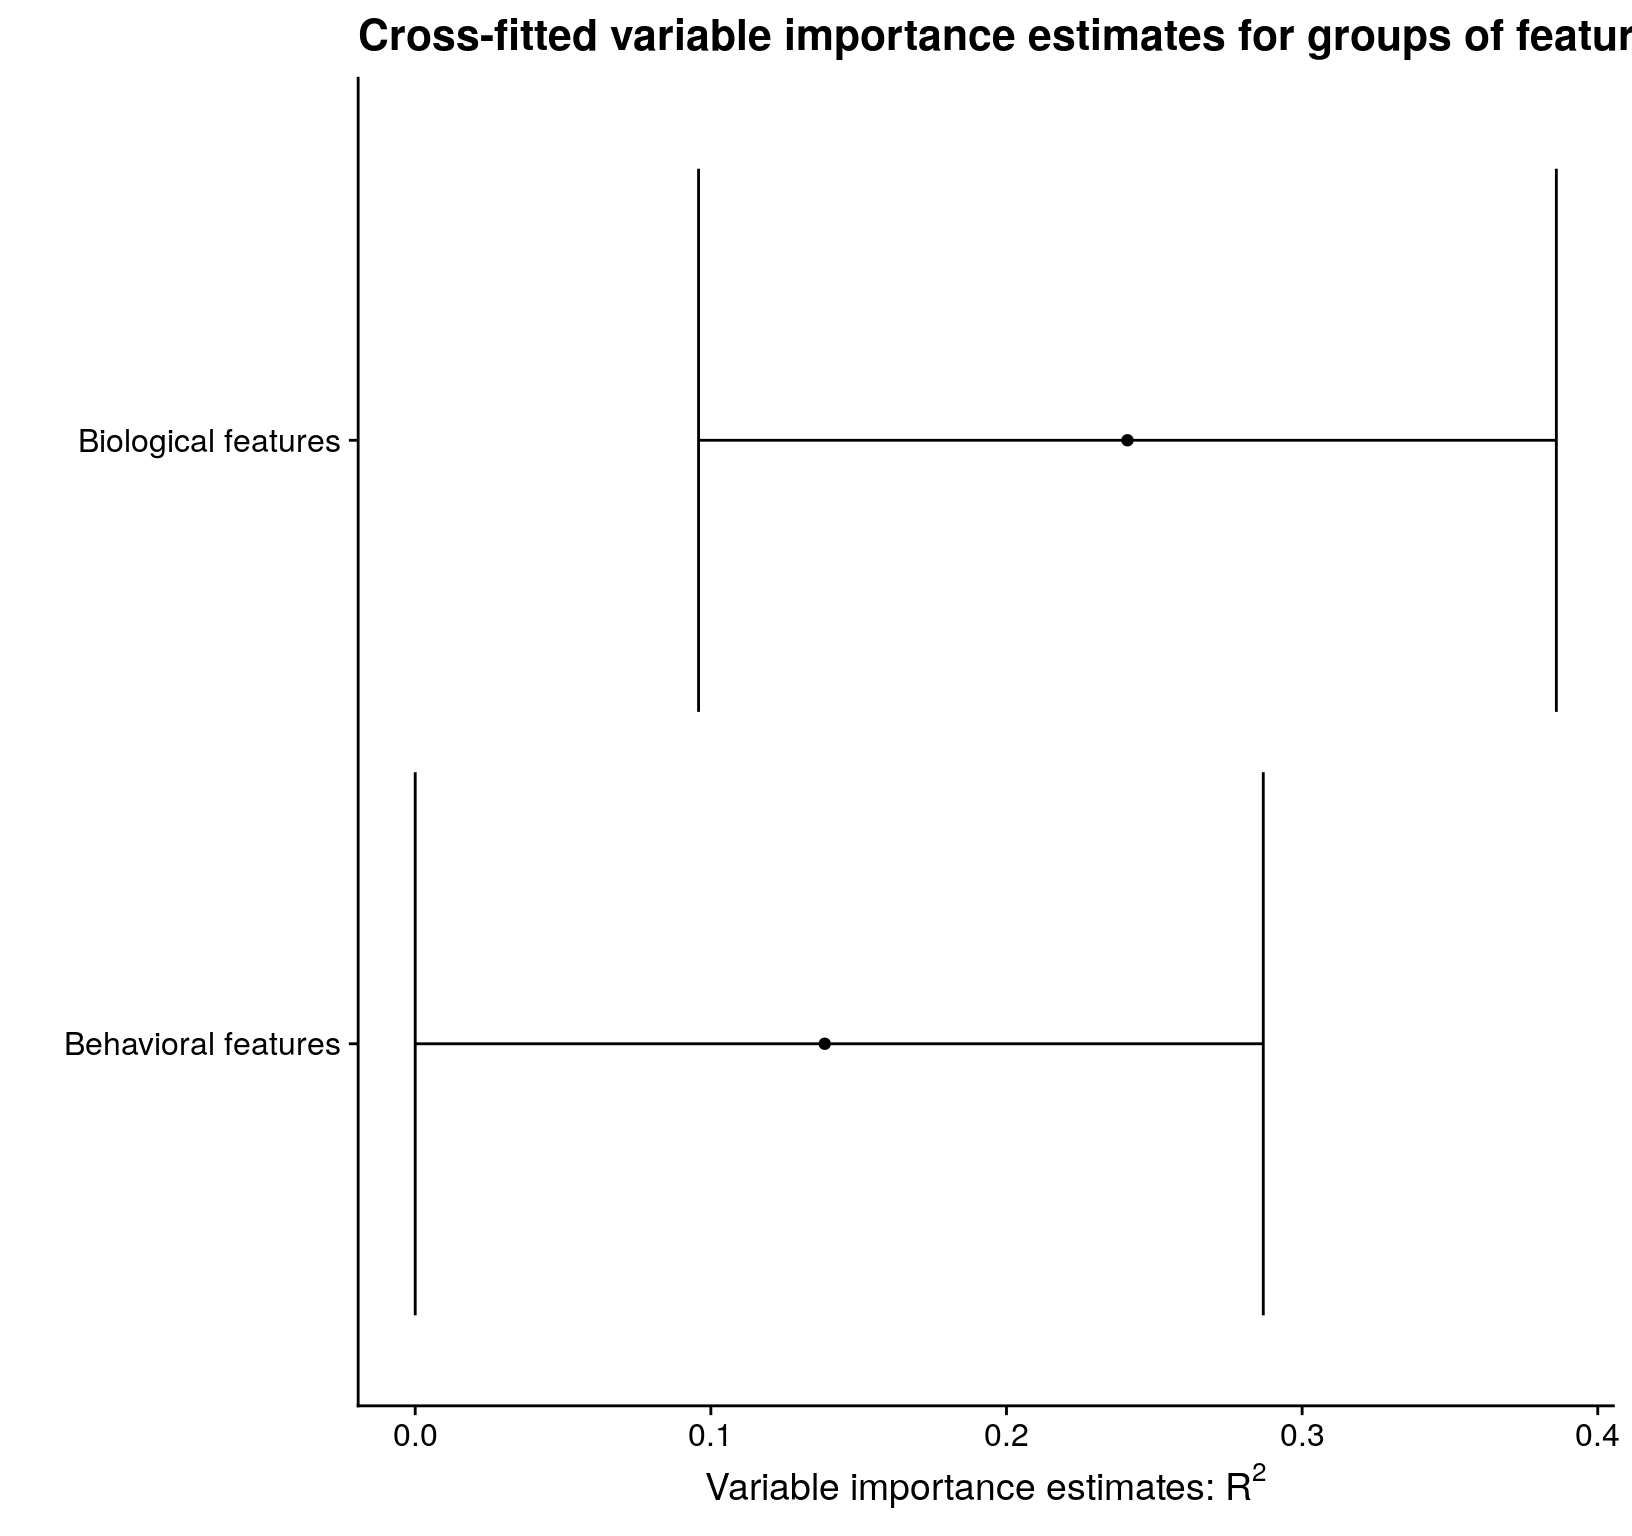 Cross-fitted variable importance estimates for groups of featur
Biological features
Behavioral features
0.0 0.1 0.2 0.3 0.4
Variable importance estimates: R²